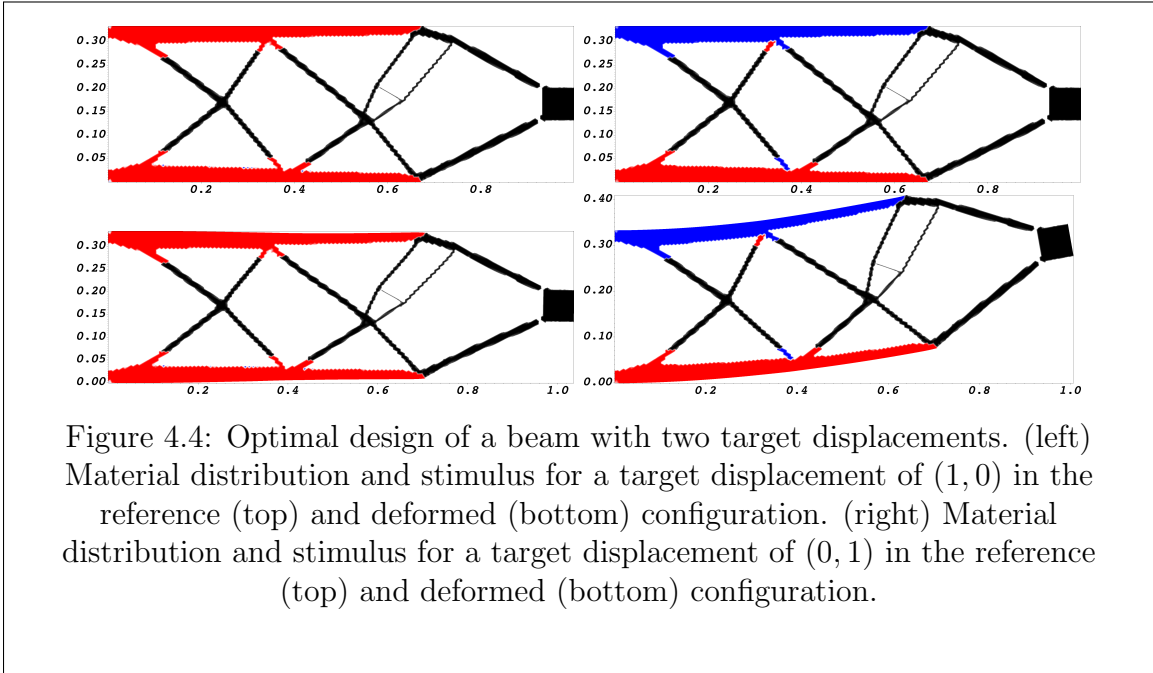 0.30
0.25
0.20
0.15
0.10
0.05
0.2 0.4 0.6 0.8
0.30
0.25
0.20
0.15
0.10
0.05
0.2 0.4 0.6 0.8
0.30
0.25
0.20
0.15
0.10
0.05
0.00
0.2 0.4 0.6 0.8 1.0
0.40
0.30
0.20
0.10
0.00
0.2 0.4 0.6 0.8 1.0
Figure 4.4: Optimal design of a beam with two target displacements. (left)
Material distribution and stimulus for a target displacement of (1, 0) in the
reference (top) and deformed (bottom) configuration. (right) Material
distribution and stimulus for a target displacement of (0, 1) in the reference
(top) and deformed (bottom) configuration.